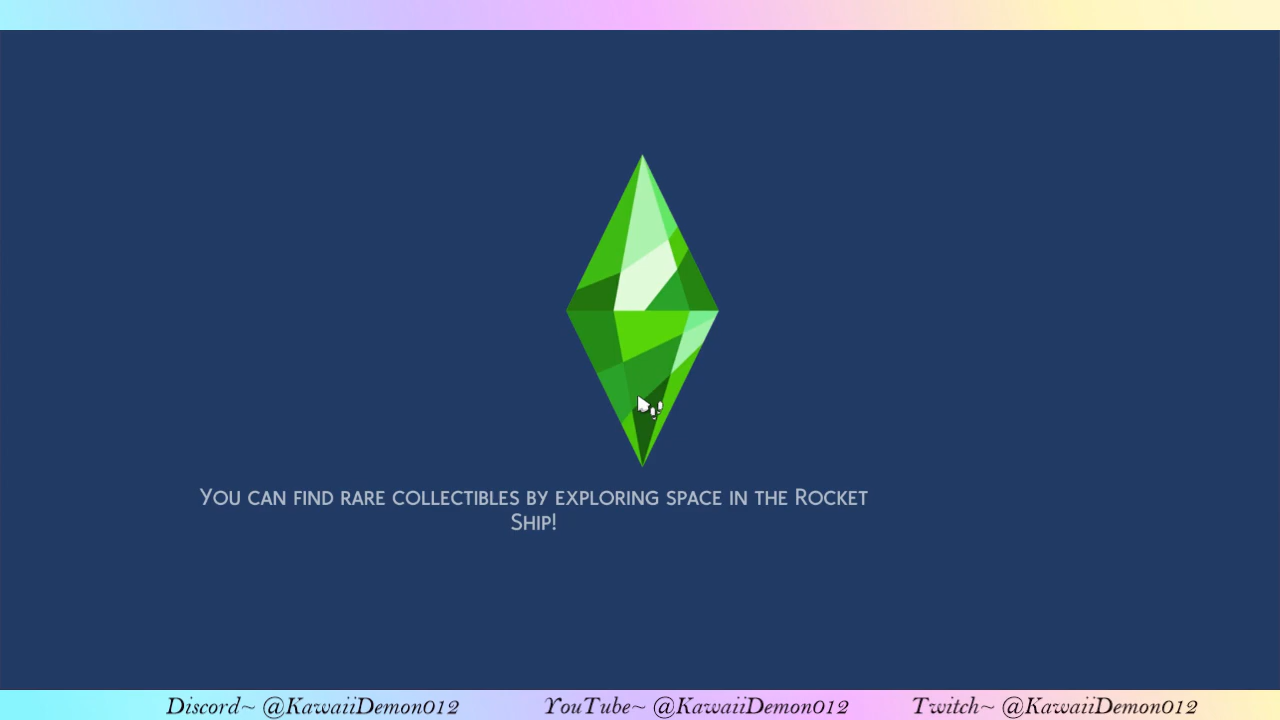 You can find rare collectibles by exploring space in the Rocket
Ship!
Discord~ @KawaiiDemon012 YouTube~ @KawaiiDemon012 Twitch~ @KawaiiDemon012